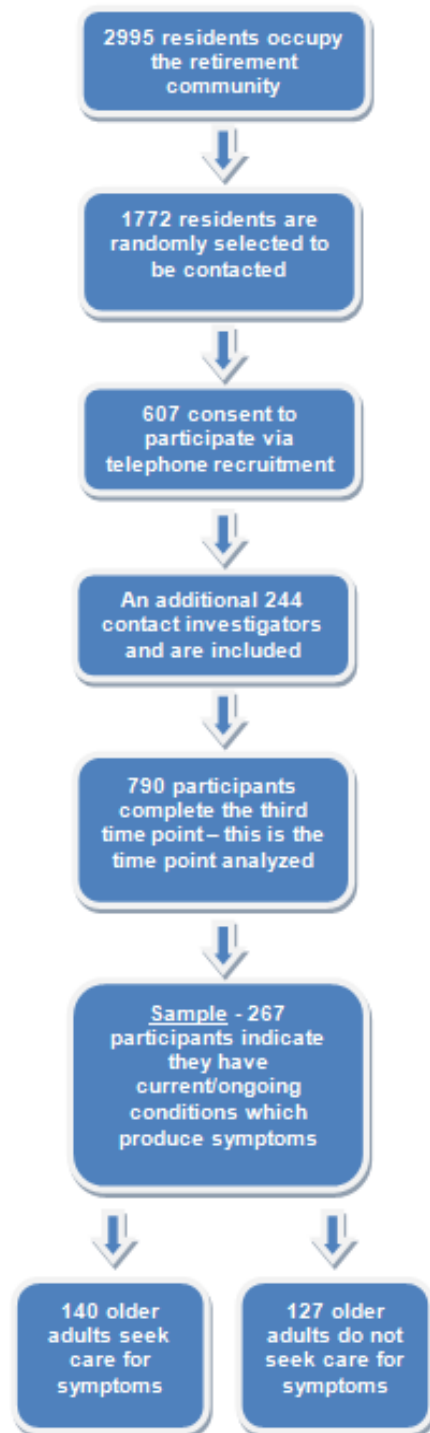 2995 residents occupy
the retirement
community
1772 residents are
randomly selected to
be contacted
607 consent to
participate via
telephone recruitment
An additional 244
contact investigators
and are included
790 participants
complete the third
time point – this is the
time point analyzed
Sample - 267
participants indicate
they have
current/ongoing
conditions which
produce symptoms
140 older
adults seek
care for
symptoms
127 older
adults do not
seek care for
symptoms